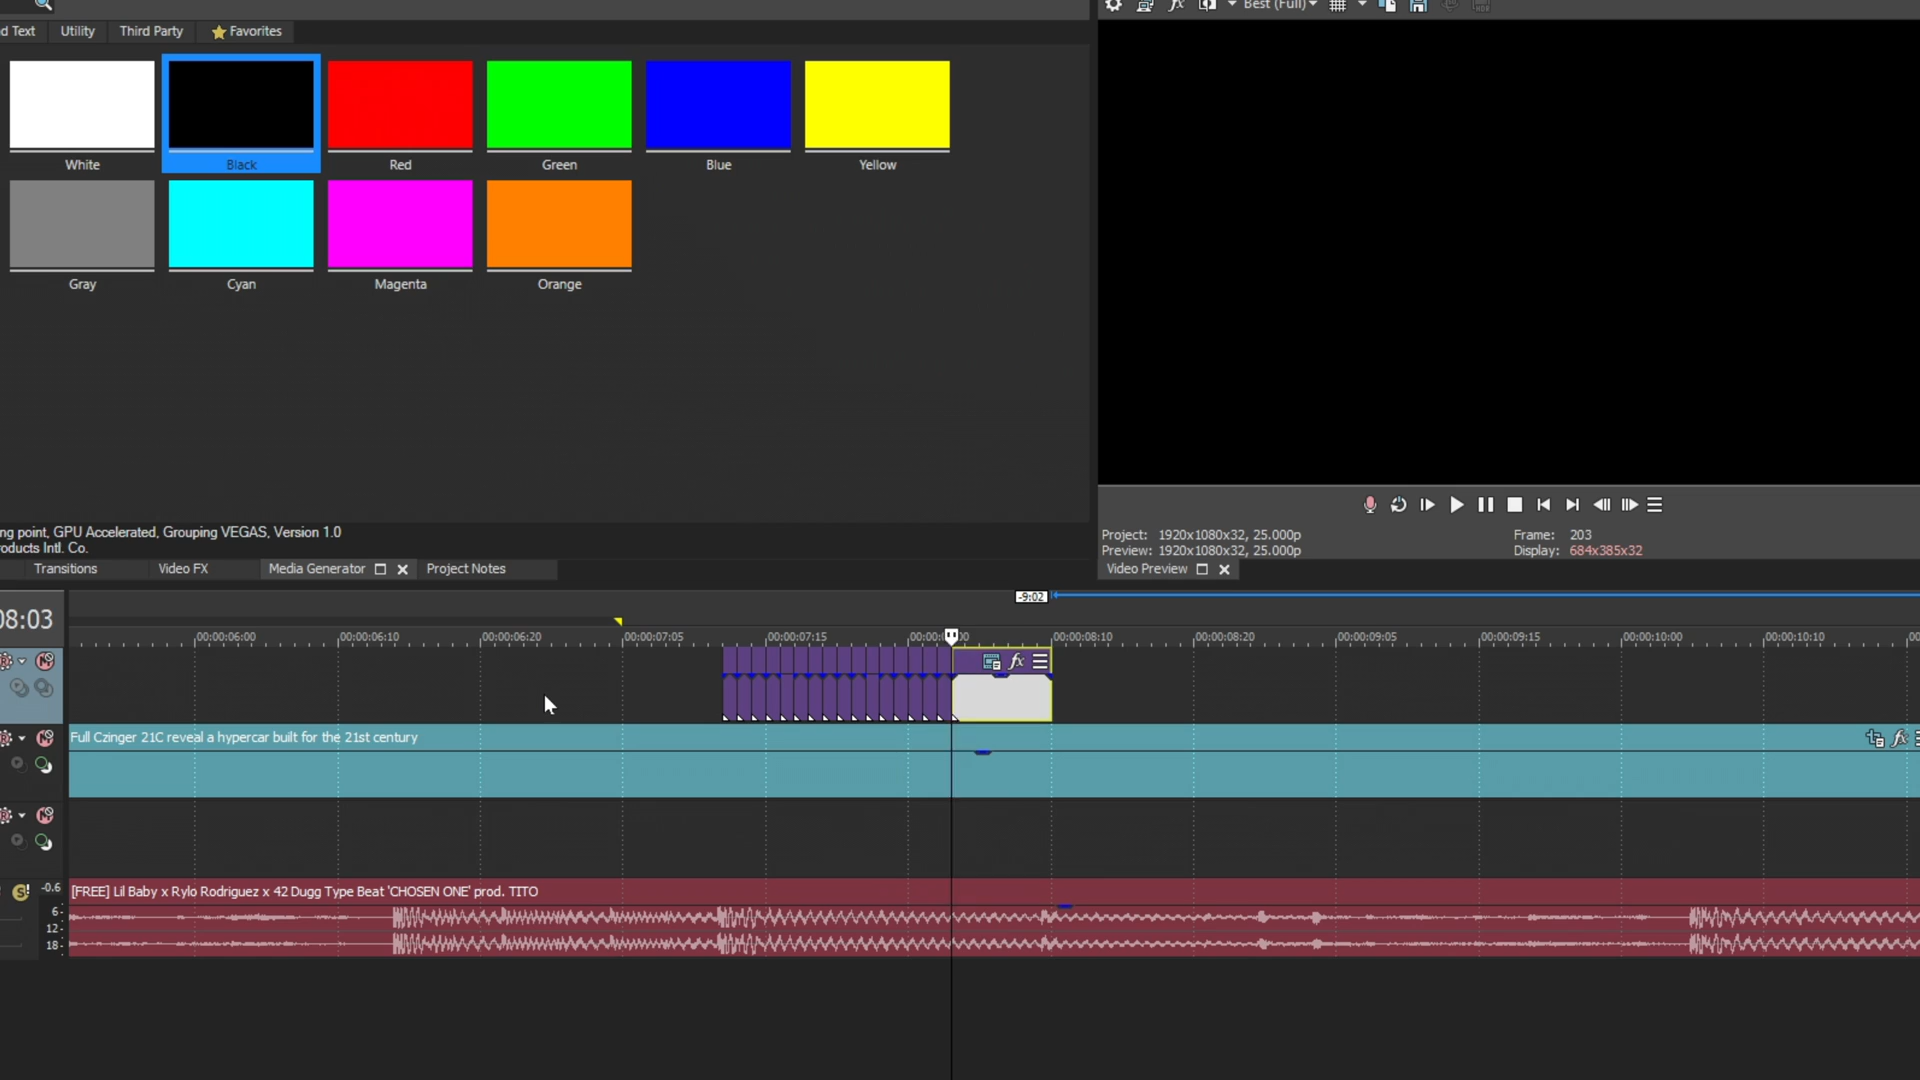 Best (Full)
d Text Utility Third Party Favorites
White Black Red Green Blue Yellow
Gray Cyan Magenta Orange
ng point, GPU Accelerated, Grouping VEGAS, Version 1.0
oducts Intl. Co.
Project: 1920x1080x32, 25.000p Frame: 203
Preview: 1920x1080x32, 25.000p Display: 684x385x32
Transitions Video FX Media Generator Project Notes Video Preview
-9:02
08:03
00:00:06:00 00:00:06:10 00:00:06:20 00:00:07:05 00:00:07:15 00:00:08:10 00:00:08:20 00:00:09:05 00:00:09:15 00:00:10:00 00:00:10:10
fx
Full Czinger 21C reveal a hypercar built for the 21st century
fx
-0.6 [FREE] Lil Baby x Rylo Rodriguez x 42 Dugg Type Beat 'CHOSEN ONE' prod. TITO
6
12
18